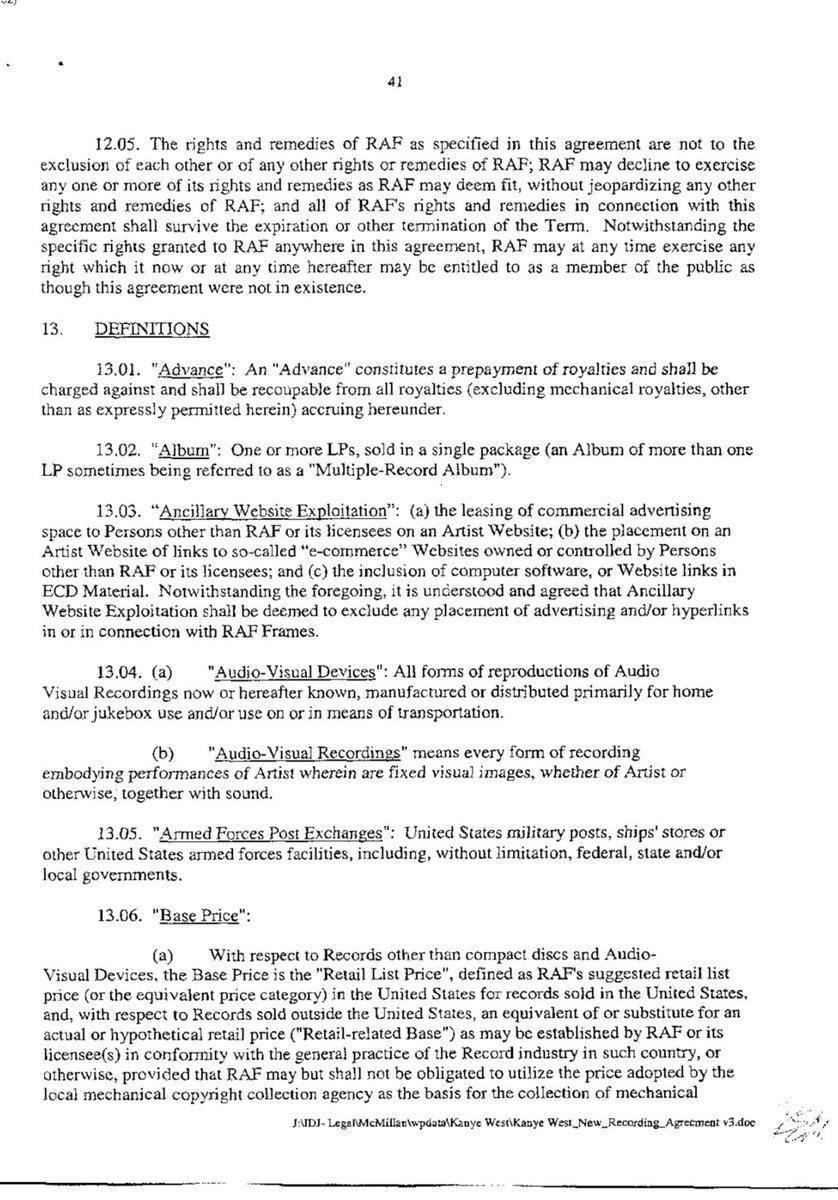 41
12.05. The rights and remedies of RAF as specified in this agreement are not to the
exclusion of each other or of any other rights or remedies of RAF; RAF may decline to exercise
any one or more of its rights and remedies as RAF may deem fit, without jeopardizing any other
rights and remedies of RAF; and all of RAF's rights and remedies in connection with this
agreement shall survive the expiration or other termination of the Term. Notwithstanding the
specific rights granted to RAF anywhere in this agreement, RAF may at any time exercise any
right which it now or at any time hereafter may be entitled to as a member of the public as
though this agreement were not in existence.
13. DEFINITIONS
13.01. "Advance": An "Advance" constitutes a prepayment of royalties and shall be
charged against and shall be recoupable from all royalties (excluding mechanical royalties, other
than as expressly permitted herein) accruing hereunder.
13.02. "Album": One or more LPs, sold in a single package (an Album of more than one
LP sometimes being referred to as a "Multiple-Record Album").
13.03. “Ancillary Website Exploitation”: (a) the leasing of commercial advertising
space to Persons other than RAF or its licensees on an Artist Website; (b) the placement on an
Artist Website of links to so-called “e-commerce” Websites owned or controlled by Persons
other than RAF or its licensees; and (c) the inclusion of computer software, or Website links in
ECD Material. Notwithstanding the foregoing, it is understood and agreed that Ancillary
Website Exploitation shall be deemed to exclude any placement of advertising and/or hyperlinks
in or in connection with RAF Frames.
13.04. (a) "Audio-Visual Devices": All forms of reproductions of Audio
Visual Recordings now or hereafter known, manufactured or distributed primarily for home
and/or jukebox use and/or use on or in means of transportation.
(b) "Audio-Visual Recordings" means every form of recording
embodying performances of Artist wherein are fixed visual images, whether of Artist or
otherwise, together with sound.
13.05. "Armed Forces Post Exchanges": United States military posts, ships' stores or
other United States armed forces facilities, including, without limitation, federal, state and/or
local governments.
13.06. "Base Price":
(a) With respect to Records other than compact discs and Audio-
Visual Devices, the Base Price is the "Retail List Price", defined as RAF's suggested retail list
price (or the equivalent price category) in the United States for records sold in the United States,
and, with respect to Records sold outside the United States, an equivalent of or substitute for an
actual or hypothetical retail price ("Retail-related Base") as may be established by RAF or its
licensee(s) in conformity with the general practice of the Record industry in such country, or
otherwise, provided that RAF may but shall not be obligated to utilize the price adopted by the
local mechanical copyright collection agency as the basis for the collection of mechanical
J:\JDJ- Legal\McMillan\wpdata\Kanye West\Kanye West_New_Recording_Agreement v3.doc